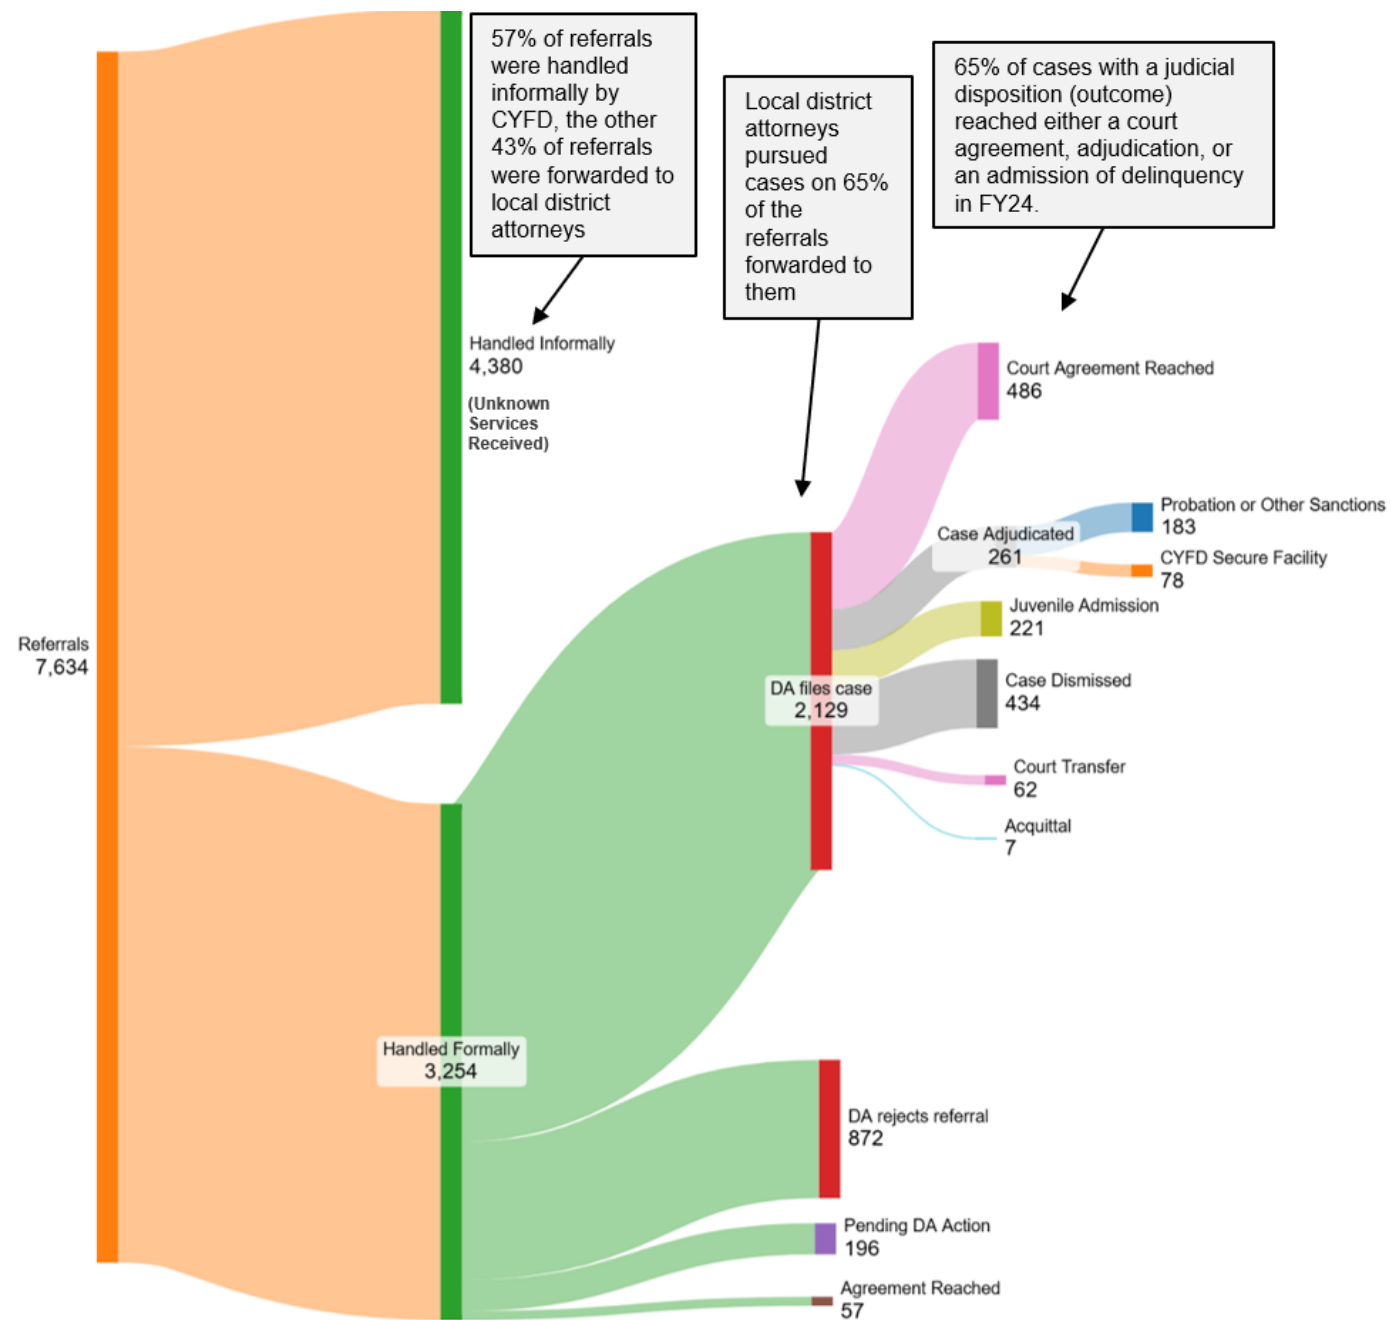 57% of referrals
were handled
informally by
CYFD, the other
43% of referrals
were forwarded to
local district
attorneys
Local district
attorneys
pursued
cases on 65%
of the
referrals
forwarded to
them
65% of cases with a judicial
disposition (outcome)
reached either a court
agreement, adjudication, or
an admission of delinquency
in FY24.
Handled Informally
4,380
(Unknown
Services
Received)
Court Agreement Reached
486
Probation or Other Sanctions
183
Case Adjudicated
261
CYFD Secure Facility
78
Juvenile Admission
221
Referrals
7,634
Case Dismissed
434
DA files case
2,129
Court Transfer
62
Acquittal
7
Handled Formally
3,254
DA rejects referral
872
Pending DA Action
196
Agreement Reached
57